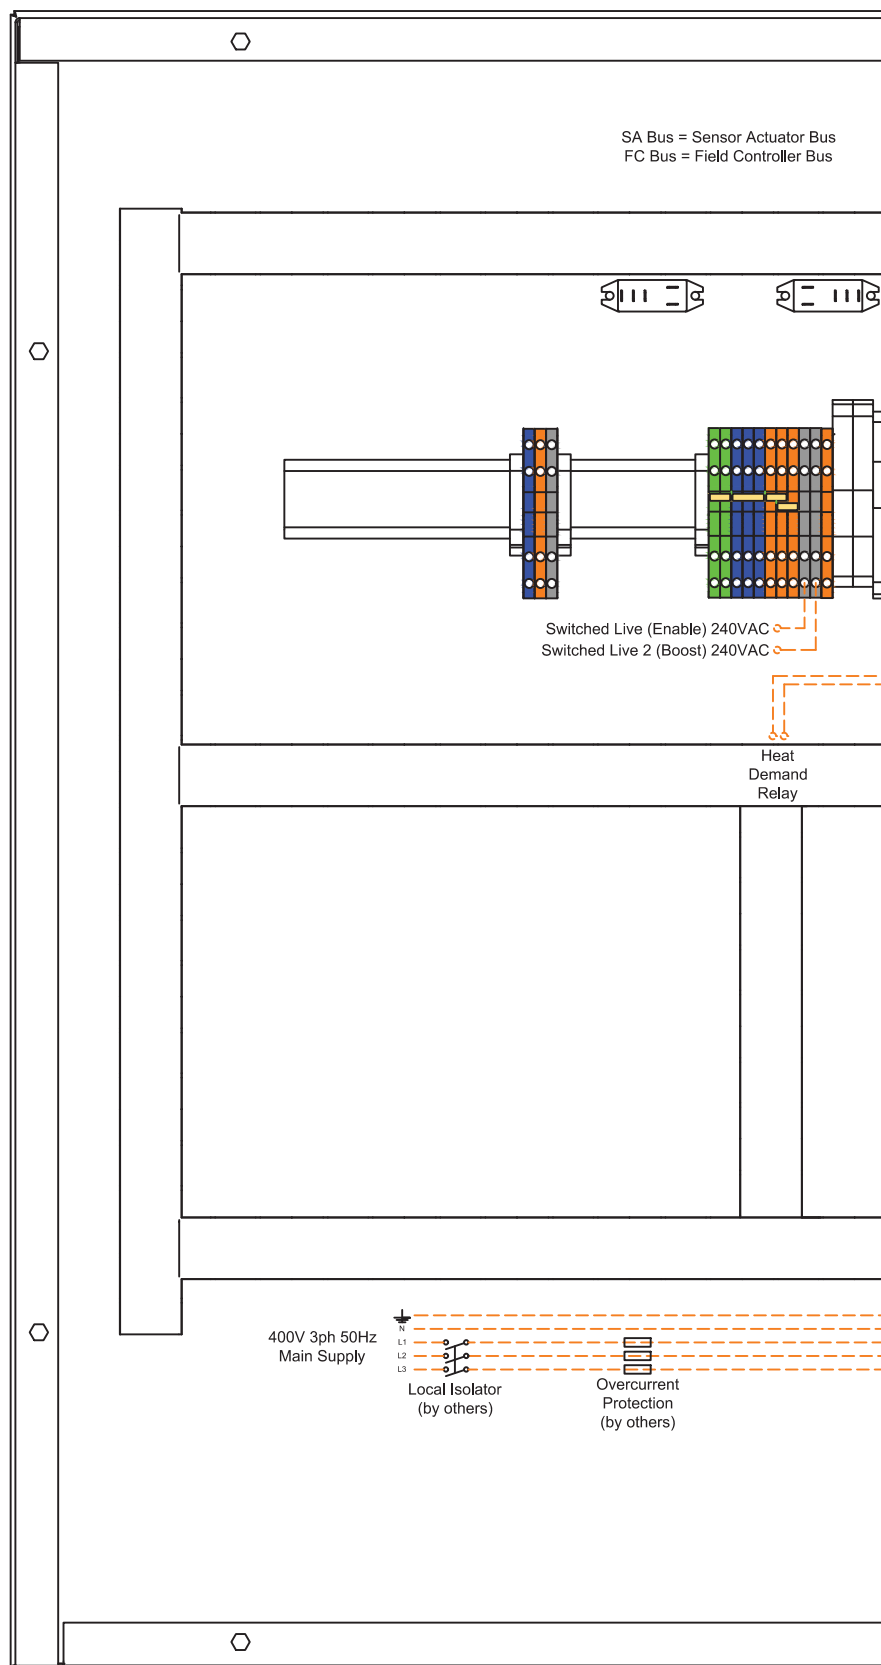 SA Bus = Sensor Actuator Bus
FC Bus = Field Controller Bus
Switched Live (Enable) 240VAC
Switched Live 2 (Boost) 240VAC
Heat
Demand
Relay
400V 3ph 50Hz
Main Supply
N
L1
L2
L3
Local Isolator
(by others)
Overcurrent
Protection
(by others)